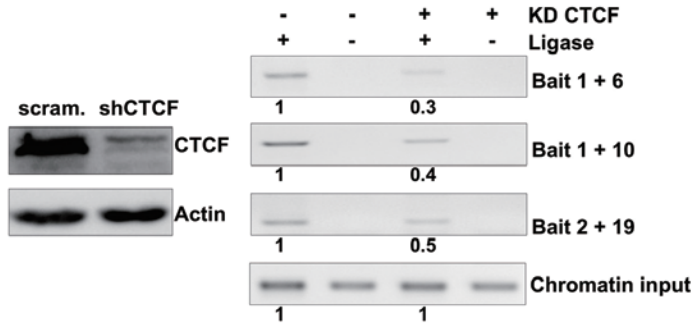 - - + + KD CTCF
+ - + - Ligase
Bait 1 + 6
1 0.3
scram. shCTCF
CTCF
Bait 1 + 10
1 0.4
Actin
Bait 2 + 19
1 0.5
Chromatin input
1 1